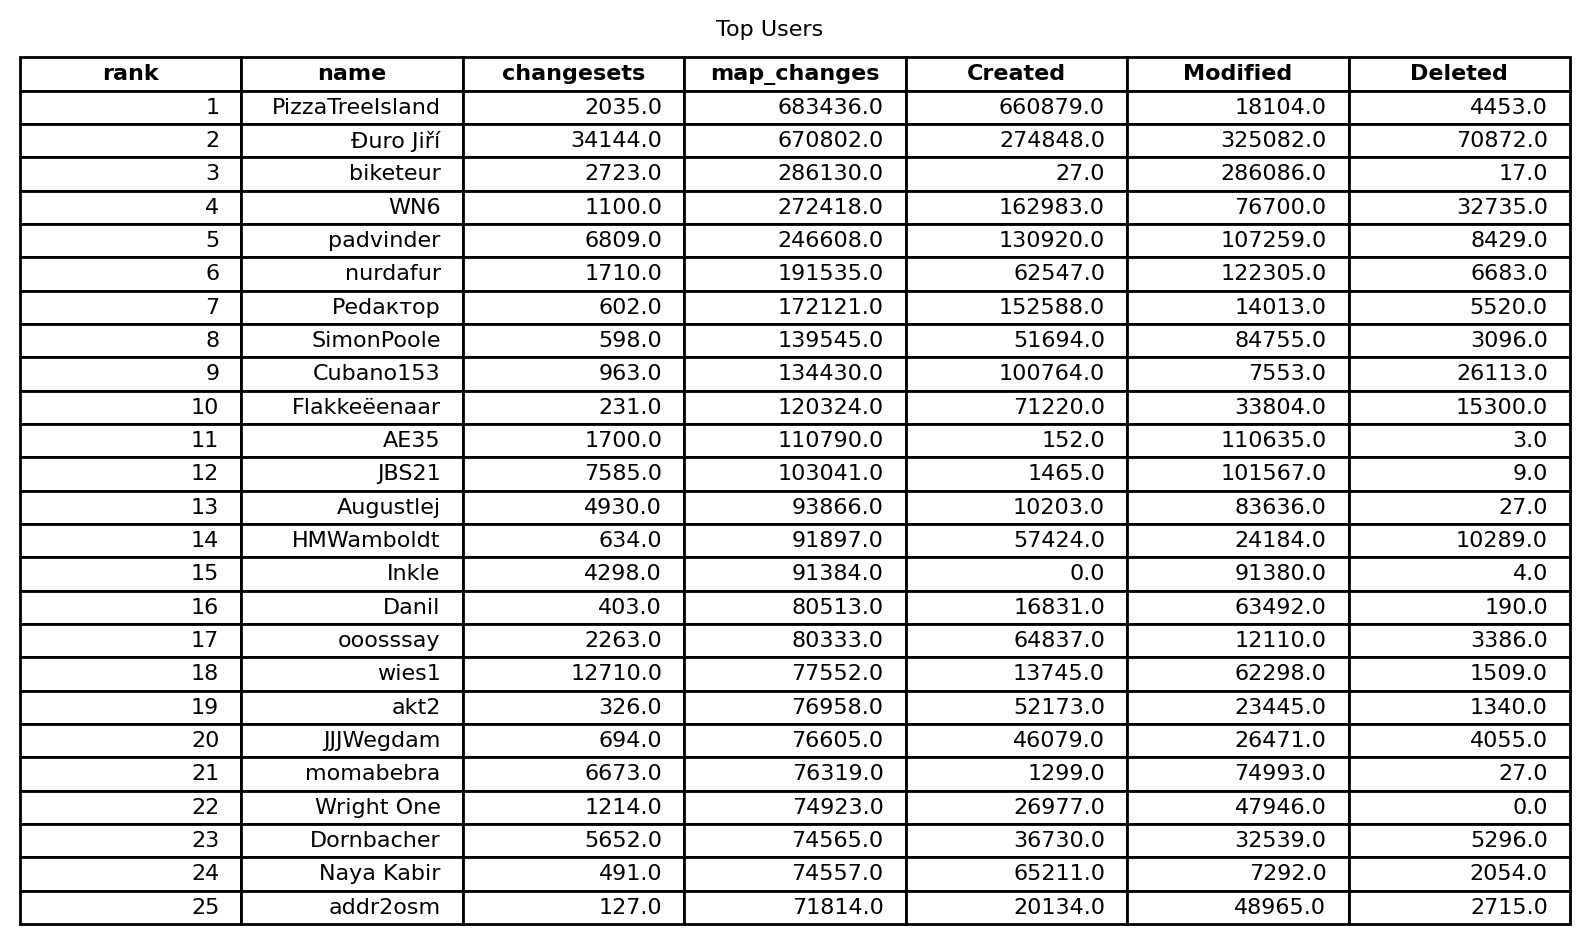 Top Users
rank name changesets map_changes Created Modified Deleted
1 PizzaTreeIsland 2035.0 683436.0 660879.0 18104.0 4453.0
2 Đuro Jiří 34144.0 670802.0 274848.0 325082.0 70872.0
3 biketeur 2723.0 286130.0 27.0 286086.0 17.0
4 WN6 1100.0 272418.0 162983.0 76700.0 32735.0
5 padvinder 6809.0 246608.0 130920.0 107259.0 8429.0
6 nurdafur 1710.0 191535.0 62547.0 122305.0 6683.0
7 Pedактор 602.0 172121.0 152588.0 14013.0 5520.0
8 SimonPoole 598.0 139545.0 51694.0 84755.0 3096.0
9 Cubano153 963.0 134430.0 100764.0 7553.0 26113.0
10 Flakkeëenaar 231.0 120324.0 71220.0 33804.0 15300.0
11 AE35 1700.0 110790.0 152.0 110635.0 3.0
12 JBS21 7585.0 103041.0 1465.0 101567.0 9.0
13 Augustlej 4930.0 93866.0 10203.0 83636.0 27.0
14 HMWamboldt 634.0 91897.0 57424.0 24184.0 10289.0
15 Inkle 4298.0 91384.0 0.0 91380.0 4.0
16 Danil 403.0 80513.0 16831.0 63492.0 190.0
17 ooosssay 2263.0 80333.0 64837.0 12110.0 3386.0
18 wies1 12710.0 77552.0 13745.0 62298.0 1509.0
19 akt2 326.0 76958.0 52173.0 23445.0 1340.0
20 JJJWegdam 694.0 76605.0 46079.0 26471.0 4055.0
21 momabebra 6673.0 76319.0 1299.0 74993.0 27.0
22 Wright One 1214.0 74923.0 26977.0 47946.0 0.0
23 Dornbacher 5652.0 74565.0 36730.0 32539.0 5296.0
24 Naya Kabir 491.0 74557.0 65211.0 7292.0 2054.0
25 addr2osm 127.0 71814.0 20134.0 48965.0 2715.0